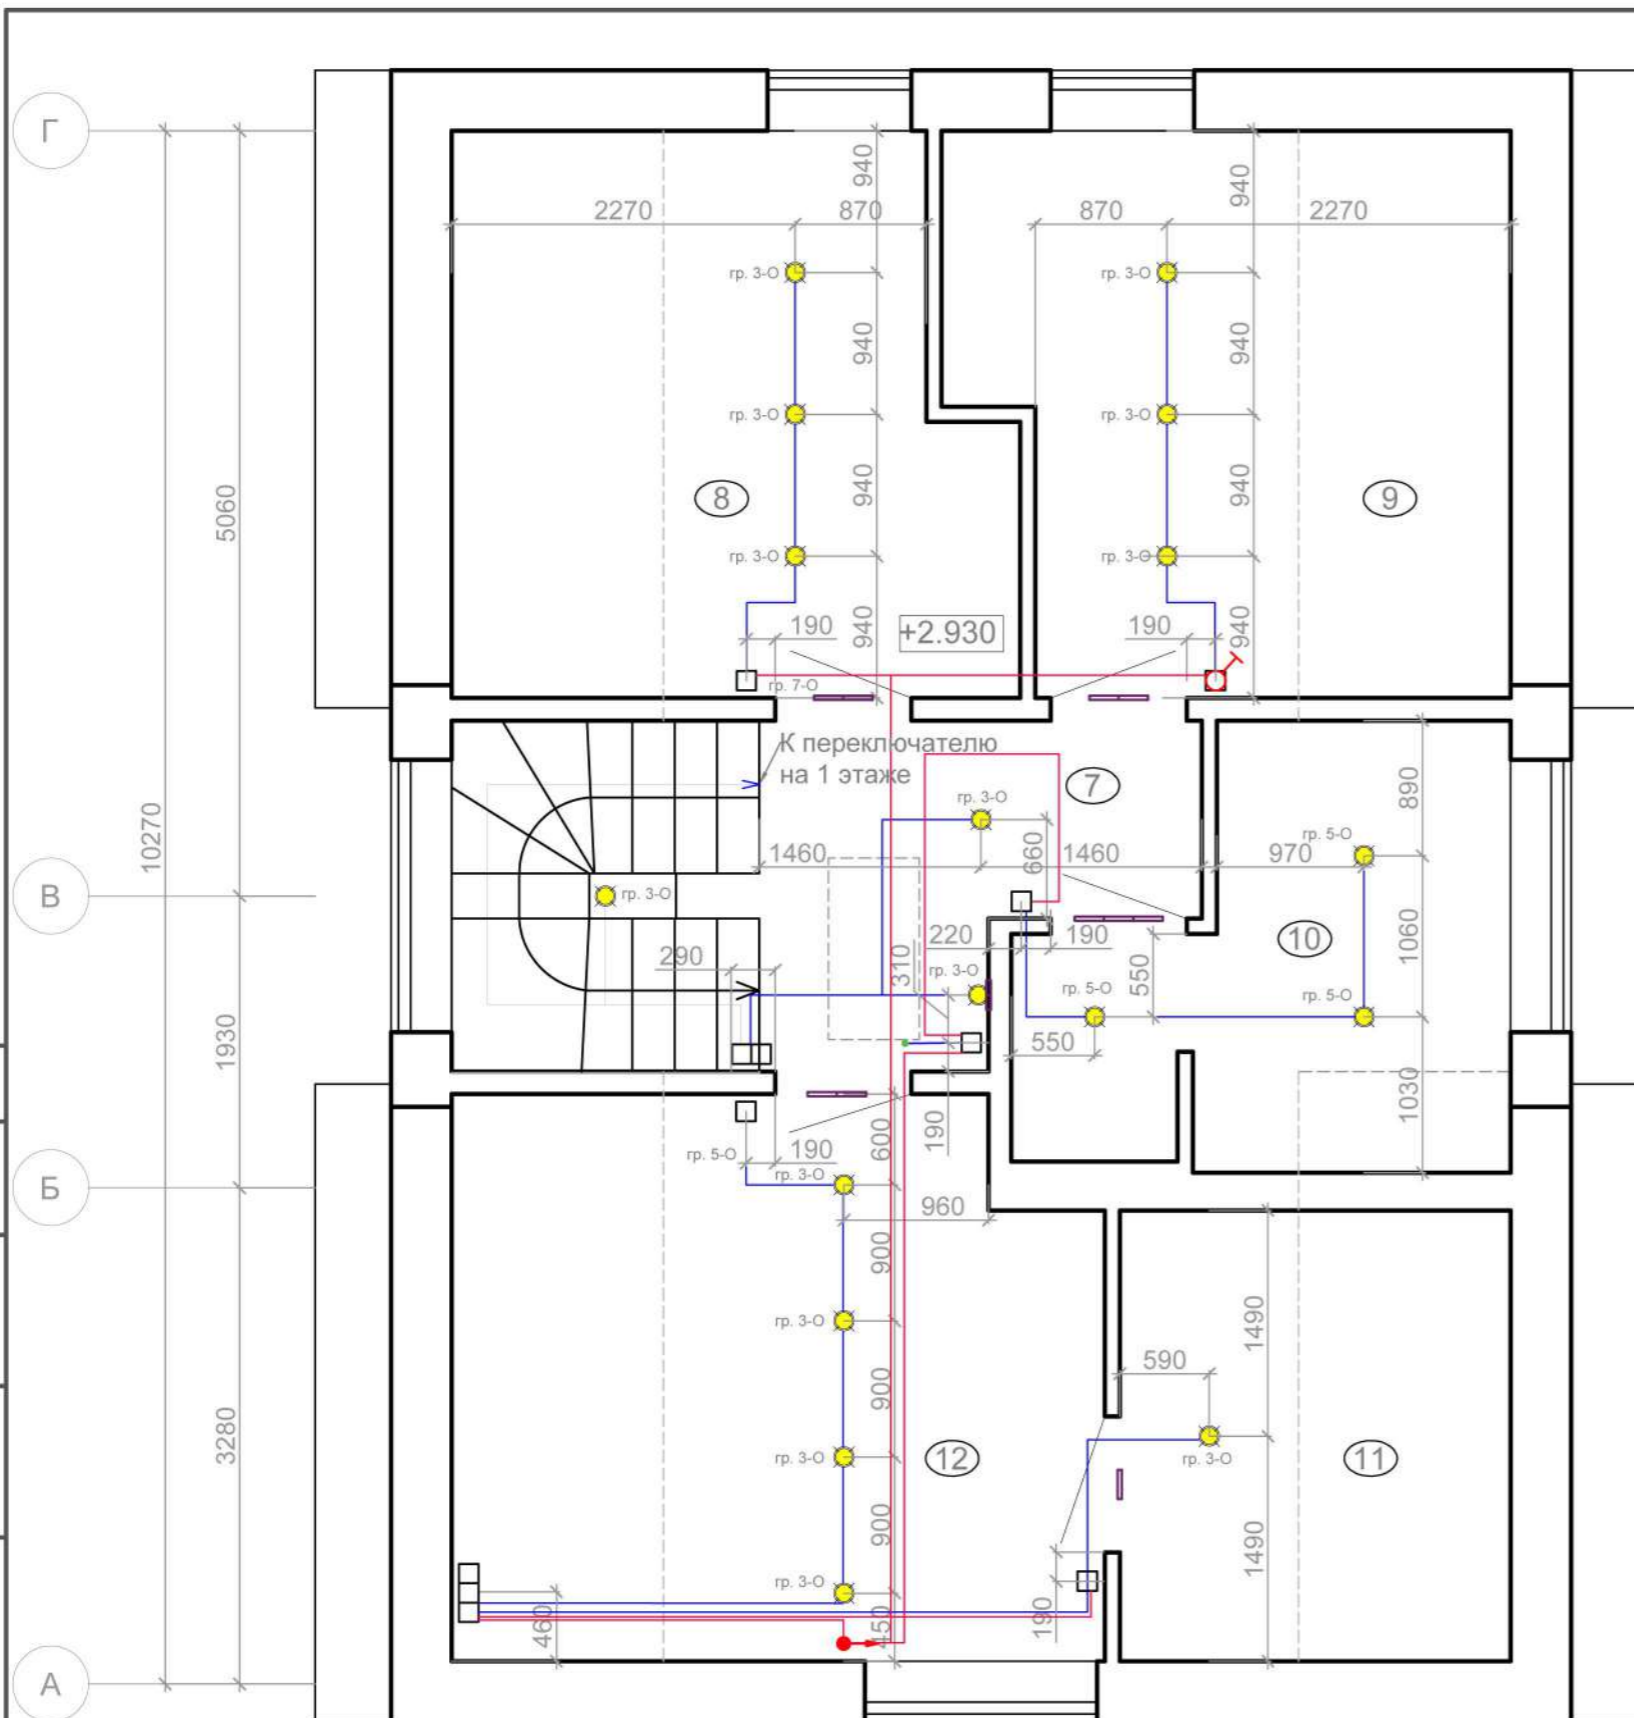 Г
940
940
2270
870
870
2270
гр. 3-О
гр. 3-О
940
940
гр. 3-О
гр. 3-О
8
940
940
9
5060
гр. 3-О
гр. 3-О
190
940
+2.930
190
940
гр. 7-О
К переключателю
на 1 этаже
7
890
гр. 3-О
10270
гр. 5-О
1460
660
1460
970
В
гр. 3-О
220
190
10
1060
290
310
гр. 3-О
550
гр. 5-О
гр. 5-О
1930
550
1030
600
190
гр. 5-О
190
гр. 3-О
Б
960
900
гр. 3-О
1490
590
900
3280
гр. 3-О
12
гр. 3-О
11
900
1490
гр. 3-О
460
450
190
А